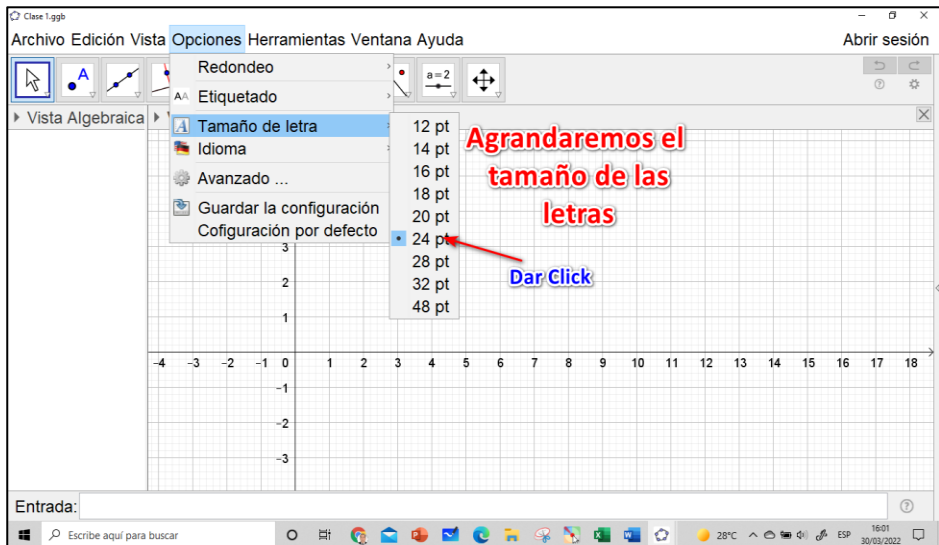 Clase 1.ggb
Archivo Edición Vista Opciones Herramientas Ventana Ayuda
Abrir sesión
A
a=2
Vista Algebraica
Redondeo
AA Etiquetado
A Tamaño de letra
Idioma
Avanzado ...
Guardar la configuración
Cofiguración por defecto
12 pt
14 pt
16 pt
18 pt
20 pt
24 pt
28 pt
32 pt
48 pt
Agrandaremos el
tamaño de las
letras
Dar Click
3
2
1
-4 -3 -2 -1 0 1 2 3 4 5 6 7 8 9 10 11 12 13 14 15 16 17 18
-1
-2
-3
Entrada:
Escribe aquí para buscar
28°C
ESP
16:01
30/03/2022